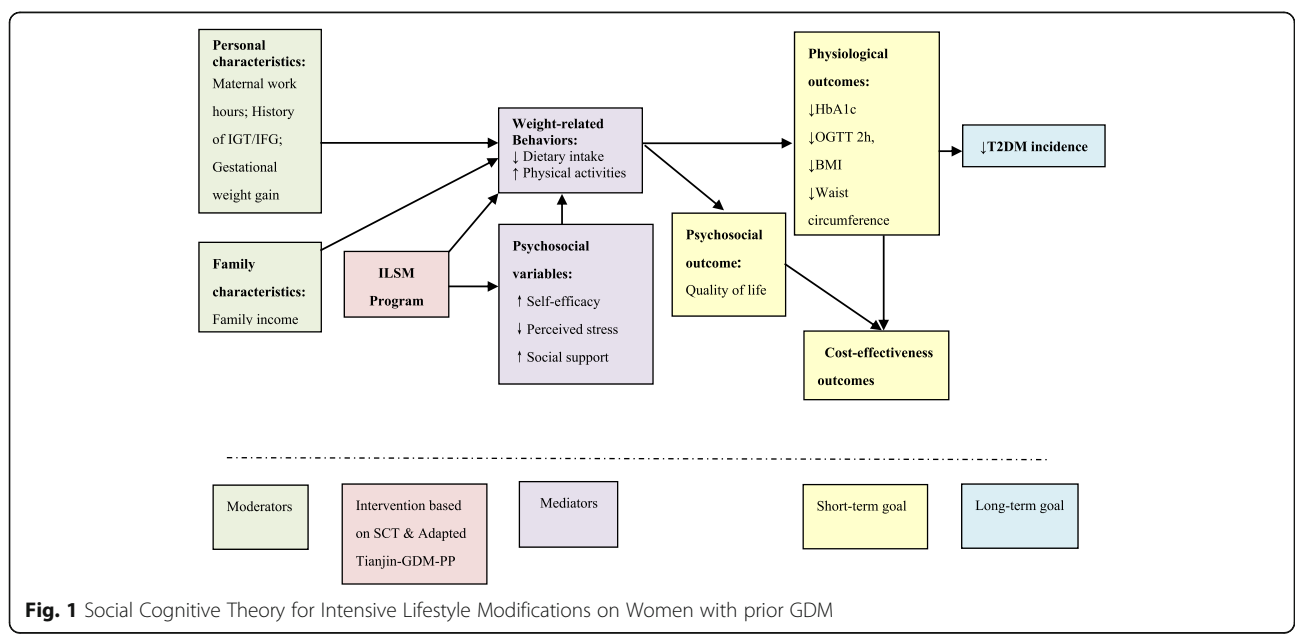 Personal
characteristics:
Maternal work
hours; History
of IGT/IFG;
Gestational
weight gain
Family
characteristics:
Family income
ILSM
Program
Weight-related
Behaviors:
↓ Dietary intake
↑ Physical activities
Psychosocial
variables:
↑ Self-efficacy
↓ Perceived stress
↑ Social support
Psychosocial
outcome:
Quality of life
Physiological
outcomes:
↓HbA1c
↓OGTT 2h,
↓BMI
↓Waist
circumference
↓T2DM incidence
Cost-effectiveness
outcomes
Moderators
Intervention based
on SCT & Adapted
Tianjin-GDM-PP
Mediators
Short-term goal
Long-term goal
Fig. 1 Social Cognitive Theory for Intensive Lifestyle Modifications on Women with prior GDM